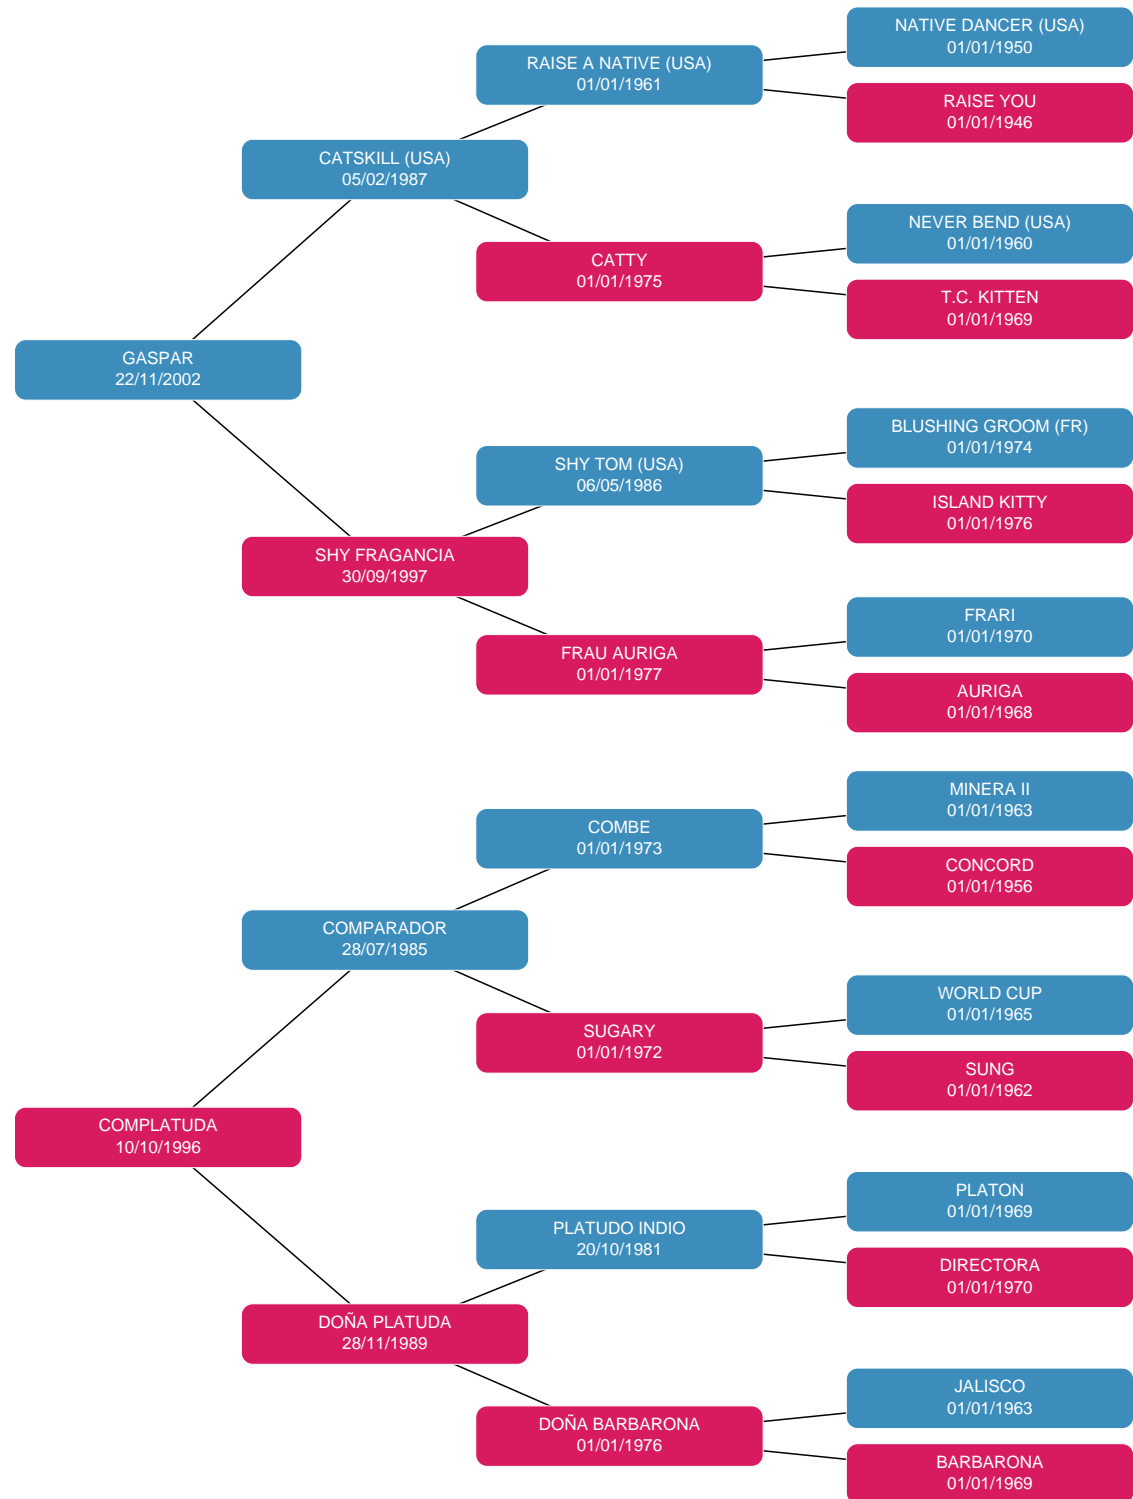 NATIVE DANCER (USA)
01/01/1950
RAISE A NATIVE (USA)
01/01/1961
RAISE YOU
01/01/1946
CATSKILL (USA)
05/02/1987
NEVER BEND (USA)
01/01/1960
CATTY
01/01/1975
T.C. KITTEN
01/01/1969
GASPAR
22/11/2002
BLUSHING GROOM (FR)
01/01/1974
SHY TOM (USA)
06/05/1986
ISLAND KITTY
01/01/1976
SHY FRAGANCIA
30/09/1997
FRARI
01/01/1970
FRAU AURIGA
01/01/1977
AURIGA
01/01/1968
MINERA II
01/01/1963
COMBE
01/01/1973
CONCORD
01/01/1956
COMPARADOR
28/07/1985
WORLD CUP
01/01/1965
SUGARY
01/01/1972
SUNG
01/01/1962
COMPLATUDA
10/10/1996
PLATON
01/01/1969
PLATUDO INDIO
20/10/1981
DIRECTORA
01/01/1970
DOÑA PLATUDA
28/11/1989
JALISCO
01/01/1963
DOÑA BARBARONA
01/01/1976
BARBARONA
01/01/1969